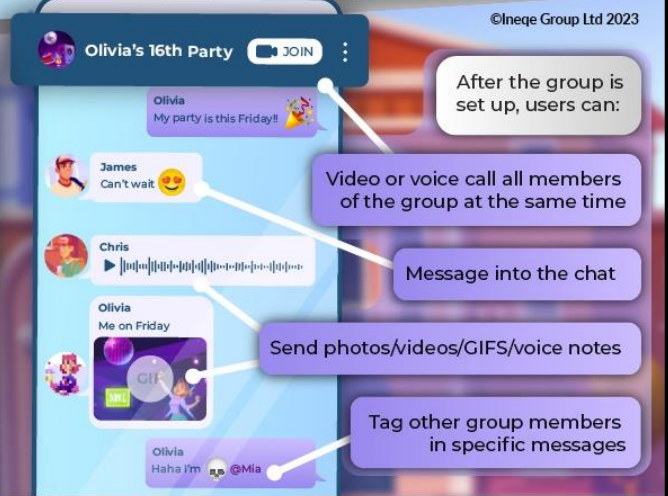 ©Ineqe Group Ltd 2023
Olivia's 16th Party JOIN
After the group is
set up, users can:
Olivia
My party is this Friday!!
Video or voice call all members
of the group at the same time
James
Can't wait
Message into the chat
Chris
Send photos/videos/GIFS/voice notes
Olivia
Me on Friday
GIF
Tag other group members
in specific messages
Olivia
Haha I'm @Mia